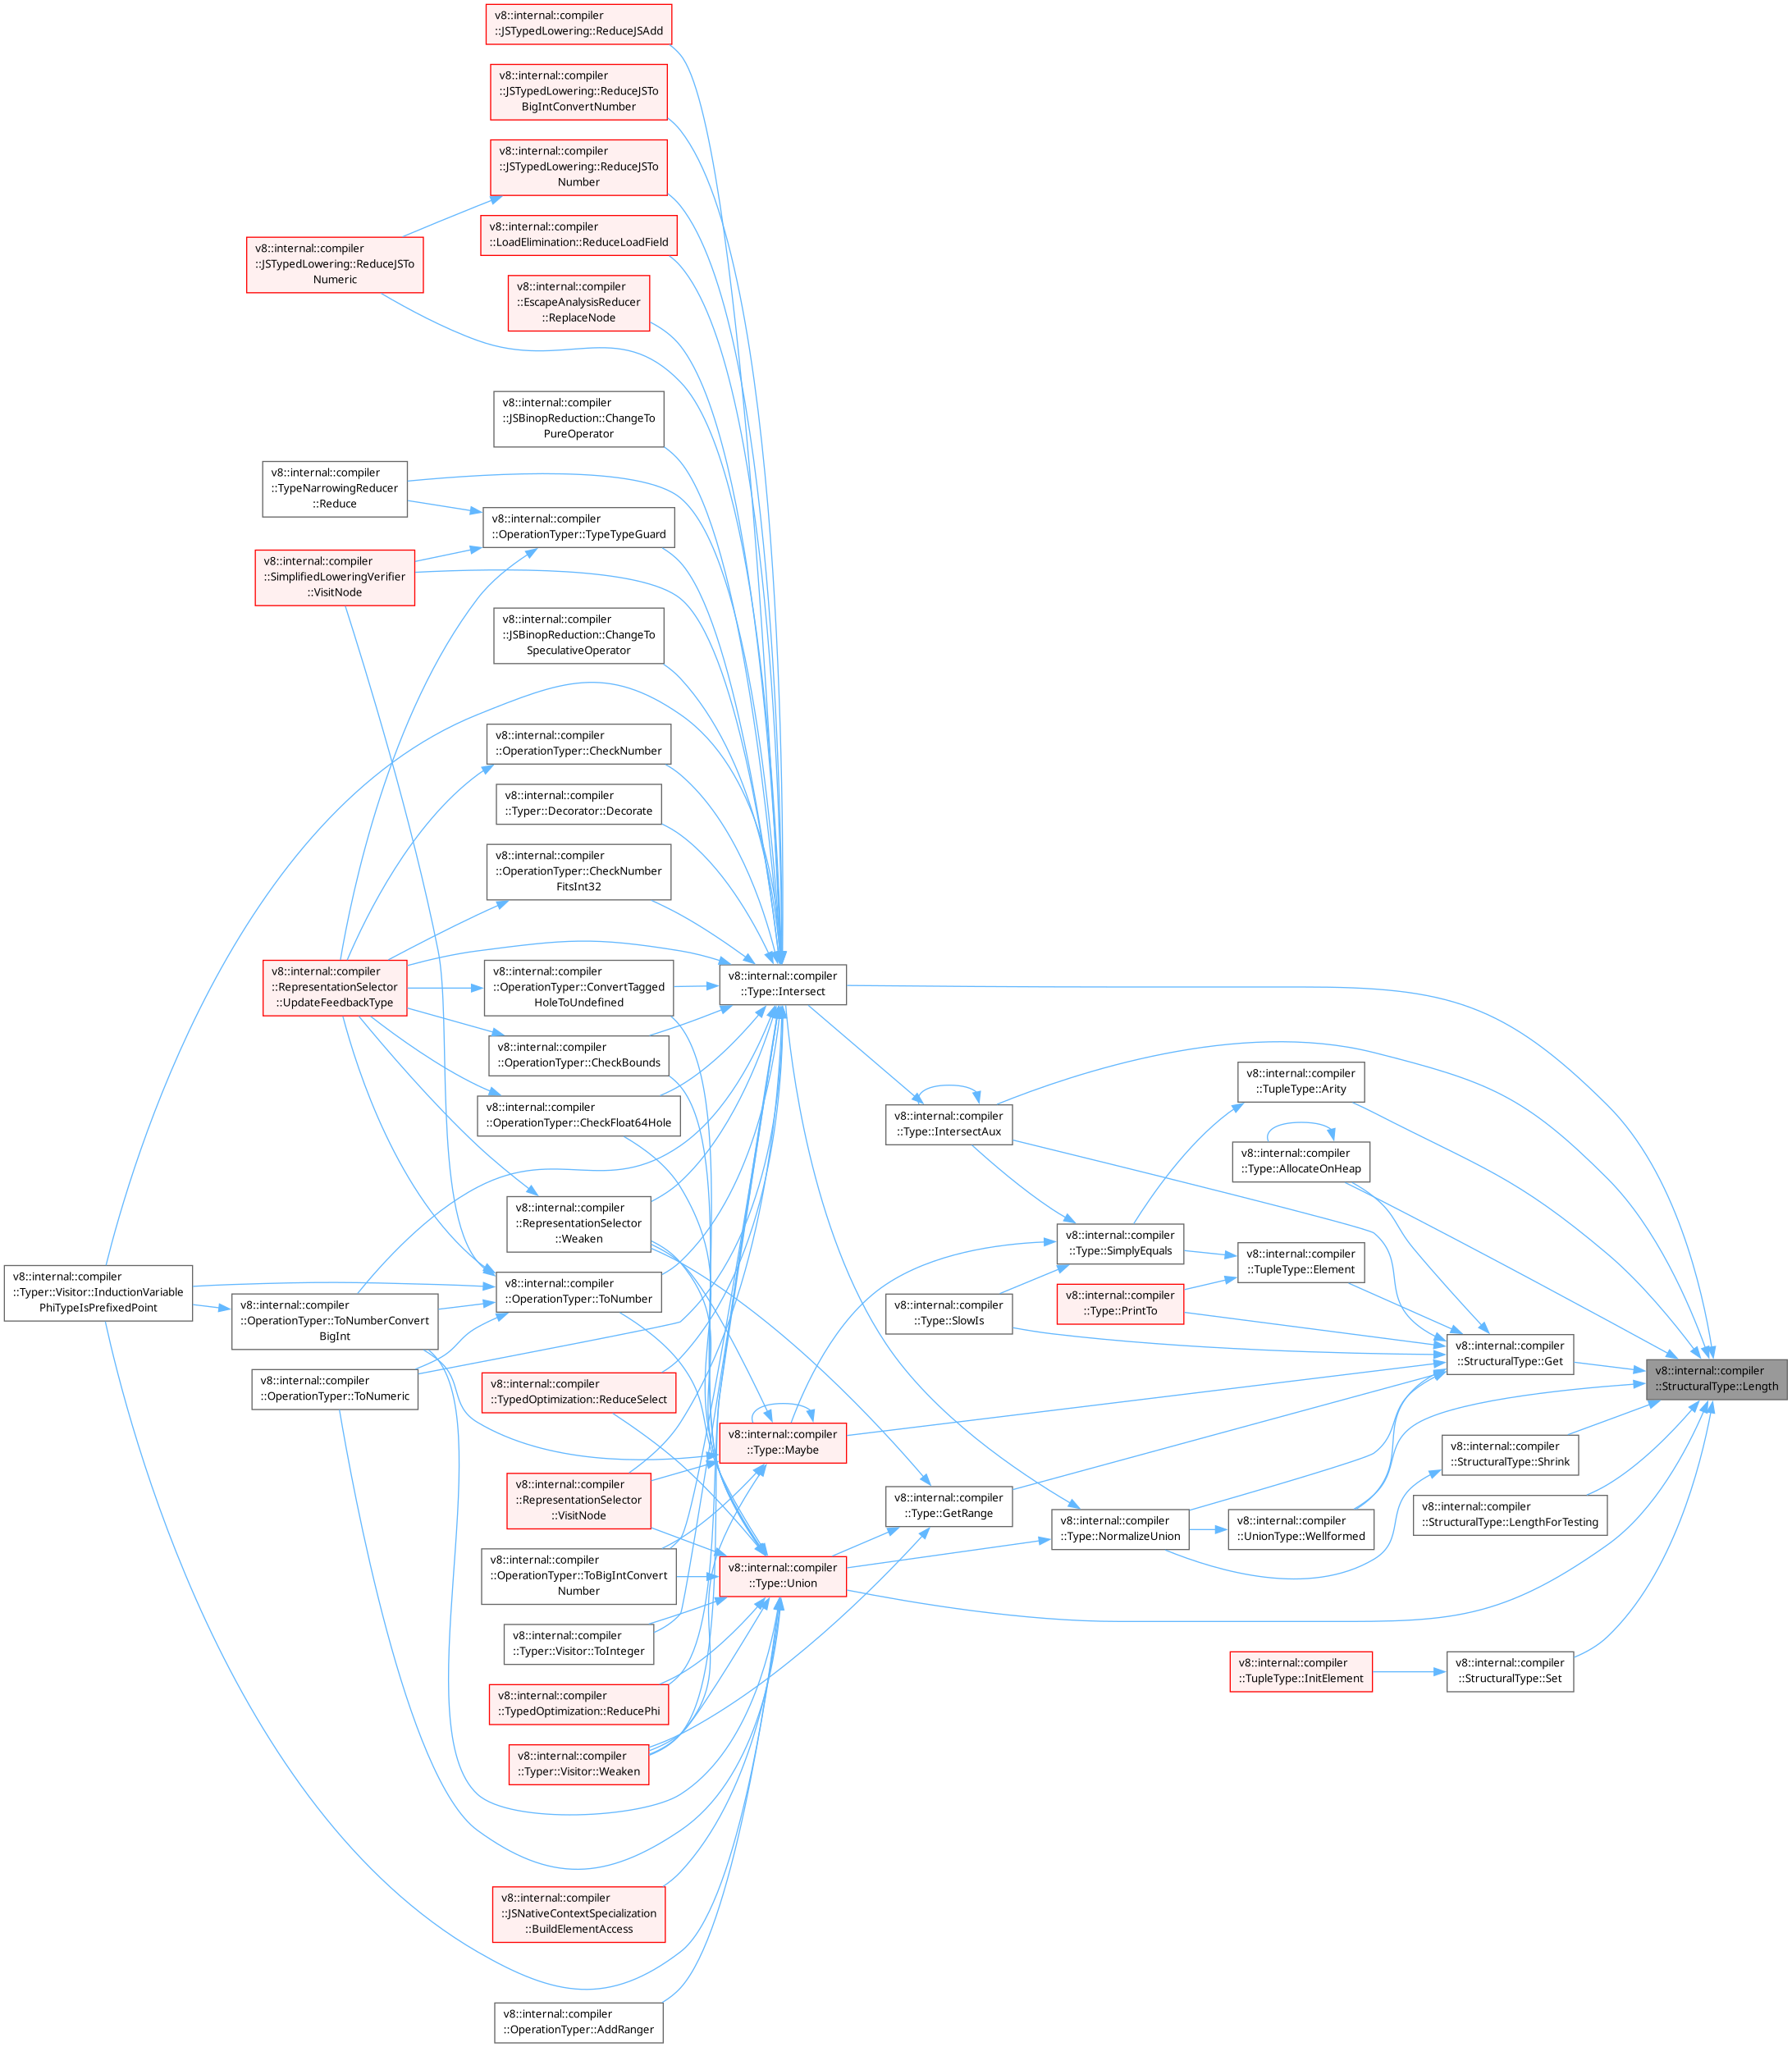 v8::internal::compiler
::JSTypedLowering::ReduceJSAdd
v8::internal::compiler
::JSTypedLowering::ReduceJSTo
BigIntConvertNumber
v8::internal::compiler
::JSTypedLowering::ReduceJSTo
Number
v8::internal::compiler
::LoadElimination::ReduceLoadField
v8::internal::compiler
::JSTypedLowering::ReduceJSTo
Numeric
v8::internal::compiler
::EscapeAnalysisReducer
::ReplaceNode
v8::internal::compiler
::JSBinopReduction::ChangeTo
PureOperator
v8::internal::compiler
::TypeNarrowingReducer
::Reduce
v8::internal::compiler
::OperationTyper::TypeTypeGuard
v8::internal::compiler
::SimplifiedLoweringVerifier
::VisitNode
v8::internal::compiler
::JSBinopReduction::ChangeTo
SpeculativeOperator
v8::internal::compiler
::OperationTyper::CheckNumber
v8::internal::compiler
::Typer::Decorator::Decorate
v8::internal::compiler
::OperationTyper::CheckNumber
FitsInt32
v8::internal::compiler
::RepresentationSelector
::UpdateFeedbackType
v8::internal::compiler
::OperationTyper::ConvertTagged
HoleToUndefined
v8::internal::compiler
::Type::Intersect
v8::internal::compiler
::OperationTyper::CheckBounds
v8::internal::compiler
::OperationTyper::CheckFloat64Hole
v8::internal::compiler
::Type::IntersectAux
v8::internal::compiler
::TupleType::Arity
v8::internal::compiler
::Type::AllocateOnHeap
v8::internal::compiler
::RepresentationSelector
::Weaken
v8::internal::compiler
::Type::SimplyEquals
v8::internal::compiler
::TupleType::Element
v8::internal::compiler
::Typer::Visitor::InductionVariable
PhiTypeIsPrefixedPoint
v8::internal::compiler
::OperationTyper::ToNumberConvert
BigInt
v8::internal::compiler
::OperationTyper::ToNumber
v8::internal::compiler
::Type::SlowIs
v8::internal::compiler
::Type::PrintTo
v8::internal::compiler
::StructuralType::Get
v8::internal::compiler
::StructuralType::Length
v8::internal::compiler
::OperationTyper::ToNumeric
v8::internal::compiler
::TypedOptimization::ReduceSelect
v8::internal::compiler
::Type::Maybe
v8::internal::compiler
::StructuralType::Shrink
v8::internal::compiler
::RepresentationSelector
::VisitNode
v8::internal::compiler
::Type::GetRange
v8::internal::compiler
::Type::NormalizeUnion
v8::internal::compiler
::UnionType::Wellformed
v8::internal::compiler
::StructuralType::LengthForTesting
v8::internal::compiler
::OperationTyper::ToBigIntConvert
Number
v8::internal::compiler
::Type::Union
v8::internal::compiler
::Typer::Visitor::ToInteger
v8::internal::compiler
::TupleType::InitElement
v8::internal::compiler
::StructuralType::Set
v8::internal::compiler
::TypedOptimization::ReducePhi
v8::internal::compiler
::Typer::Visitor::Weaken
v8::internal::compiler
::JSNativeContextSpecialization
::BuildElementAccess
v8::internal::compiler
::OperationTyper::AddRanger